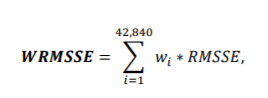 42,840
WRMSSE = ∑ w_i * RMSSE,
i=1